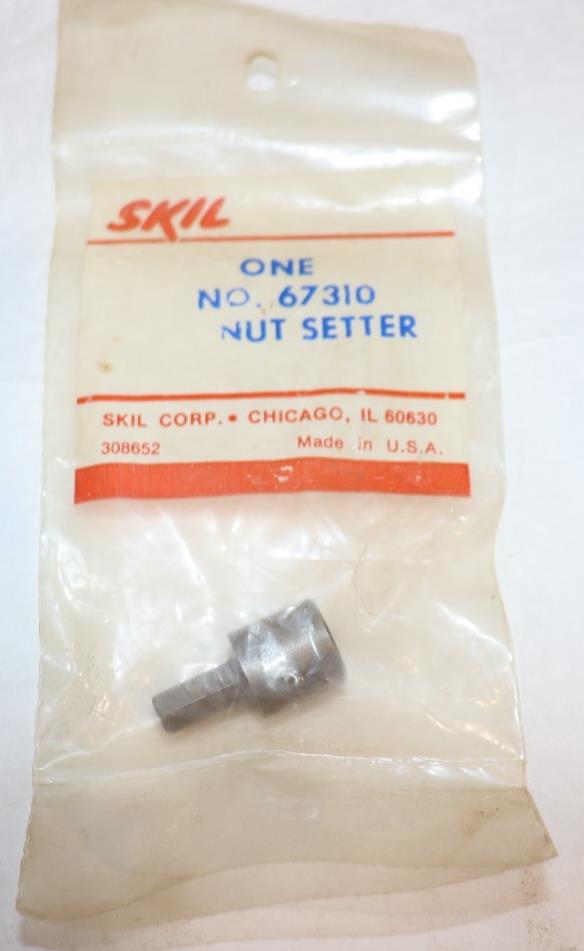 SKIL
ONE
NO. 67310
NUT SETTER
SKIL CORP. • CHICAGO, IL 60630
308652 Made in U.S.A.